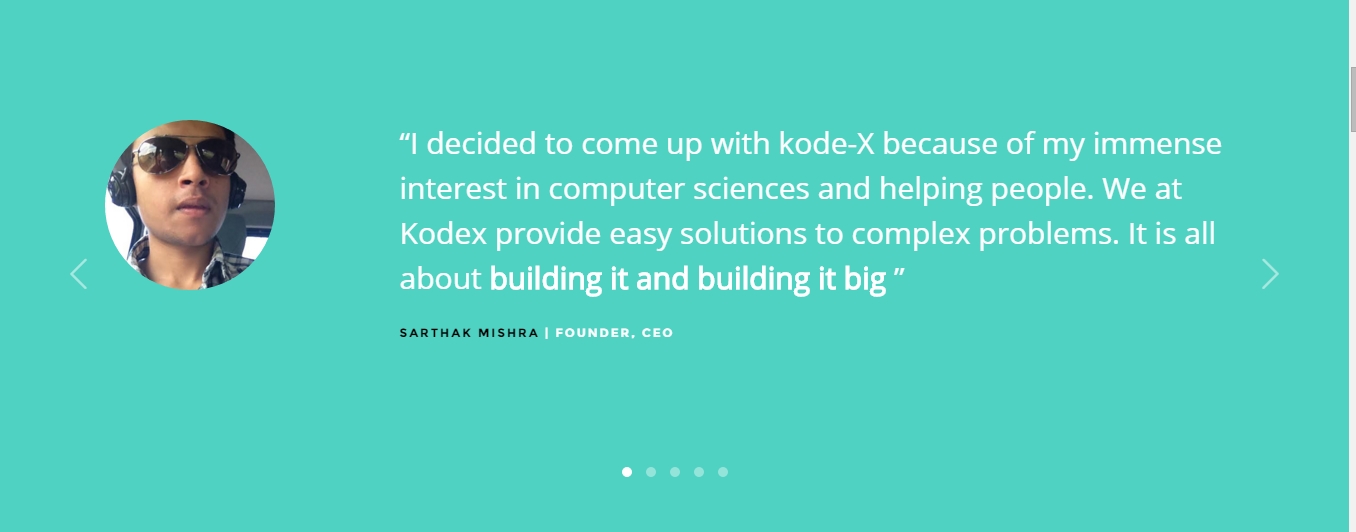 “I decided to come up with kode-X because of my immense
interest in computer sciences and helping people. We at
Kodex provide easy solutions to complex problems. It is all
about building it and building it big ”
SARTHAK MISHRA | FOUNDER, CEO